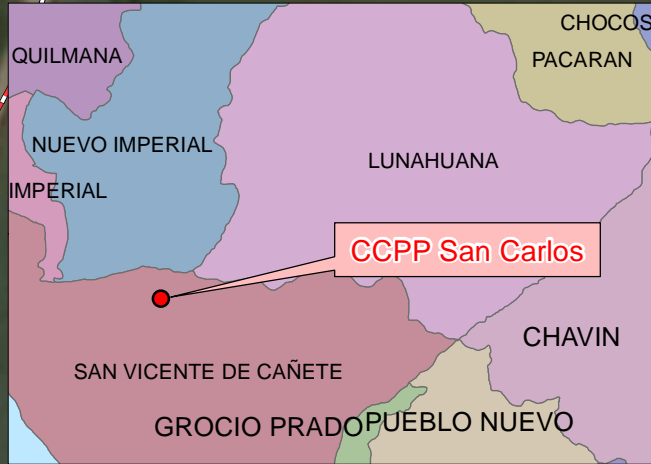 CHOCOS
QUILMANA
PACARAN
NUEVO IMPERIAL
LUNAHUANA
IMPERIAL
CCPP San Carlos
CHAVIN
SAN VICENTE DE CAÑETE
GROCIO PRADO
PUEBLO NUEVO